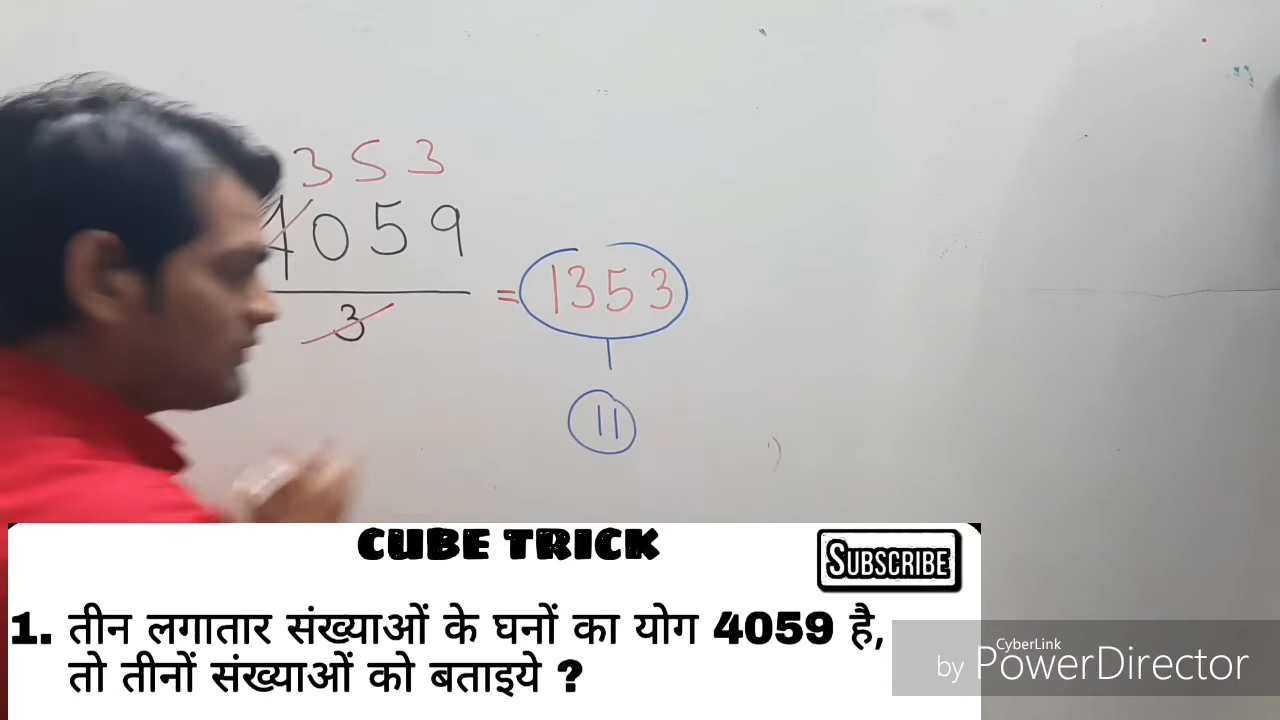 353
4059
3
= 1353
11
CUBE TRICK
SUBSCRIBE
1. तीन लगातार संख्याओं के घनों का योग 4059 है,
तो तीनों संख्याओं को बताइये ?
CyberLink
by PowerDirector